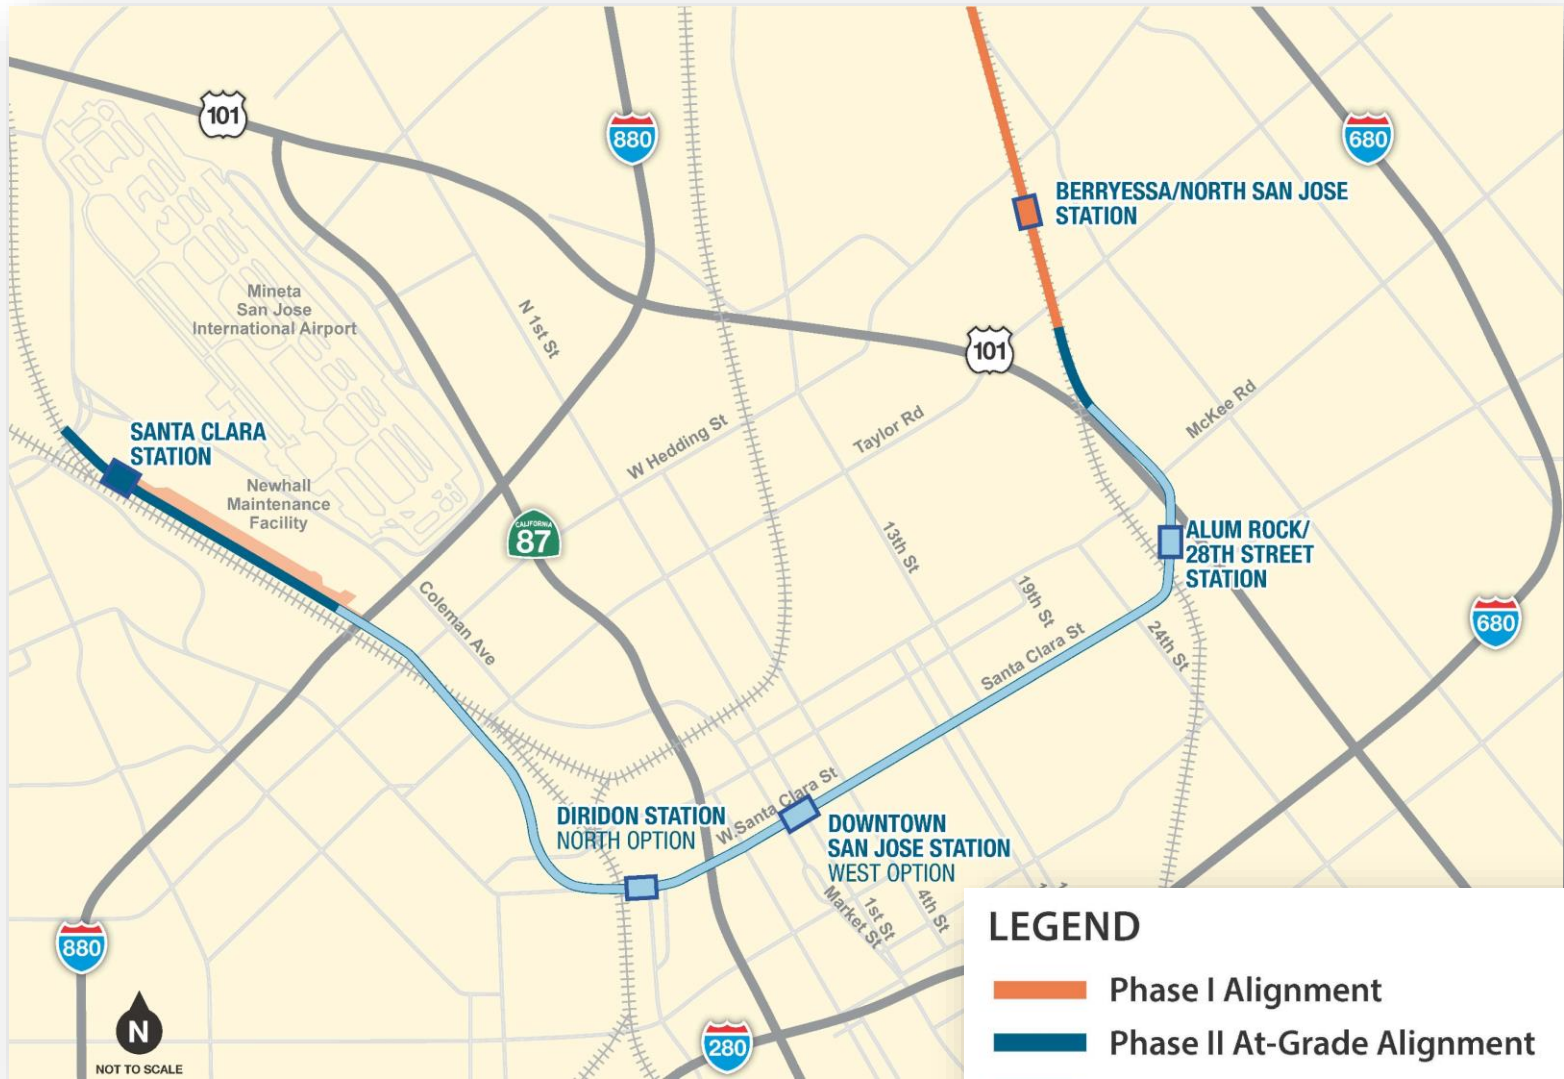 101
880
680
BERRYESSA/NORTH SAN JOSE
STATION
Mineta
San Jose
International Airport
N 1st St
101
McKee Rd
Taylor Rd
W Hedding St
SANTA CLARA
STATION
Newhall
Maintenance
Facility
CALIFORNIA
87
13th St
ALUM ROCK/
28TH STREET
STATION
19th St
Coleman Ave
680
24th St
Santa Clara St
W. Santa Clara St
DIRIDON STATION
NORTH OPTION
DOWNTOWN
SAN JOSE STATION
WEST OPTION
Market St
1st St
4th St
880
N
NOT TO SCALE
280
LEGEND
Phase I Alignment
Phase II At-Grade Alignment